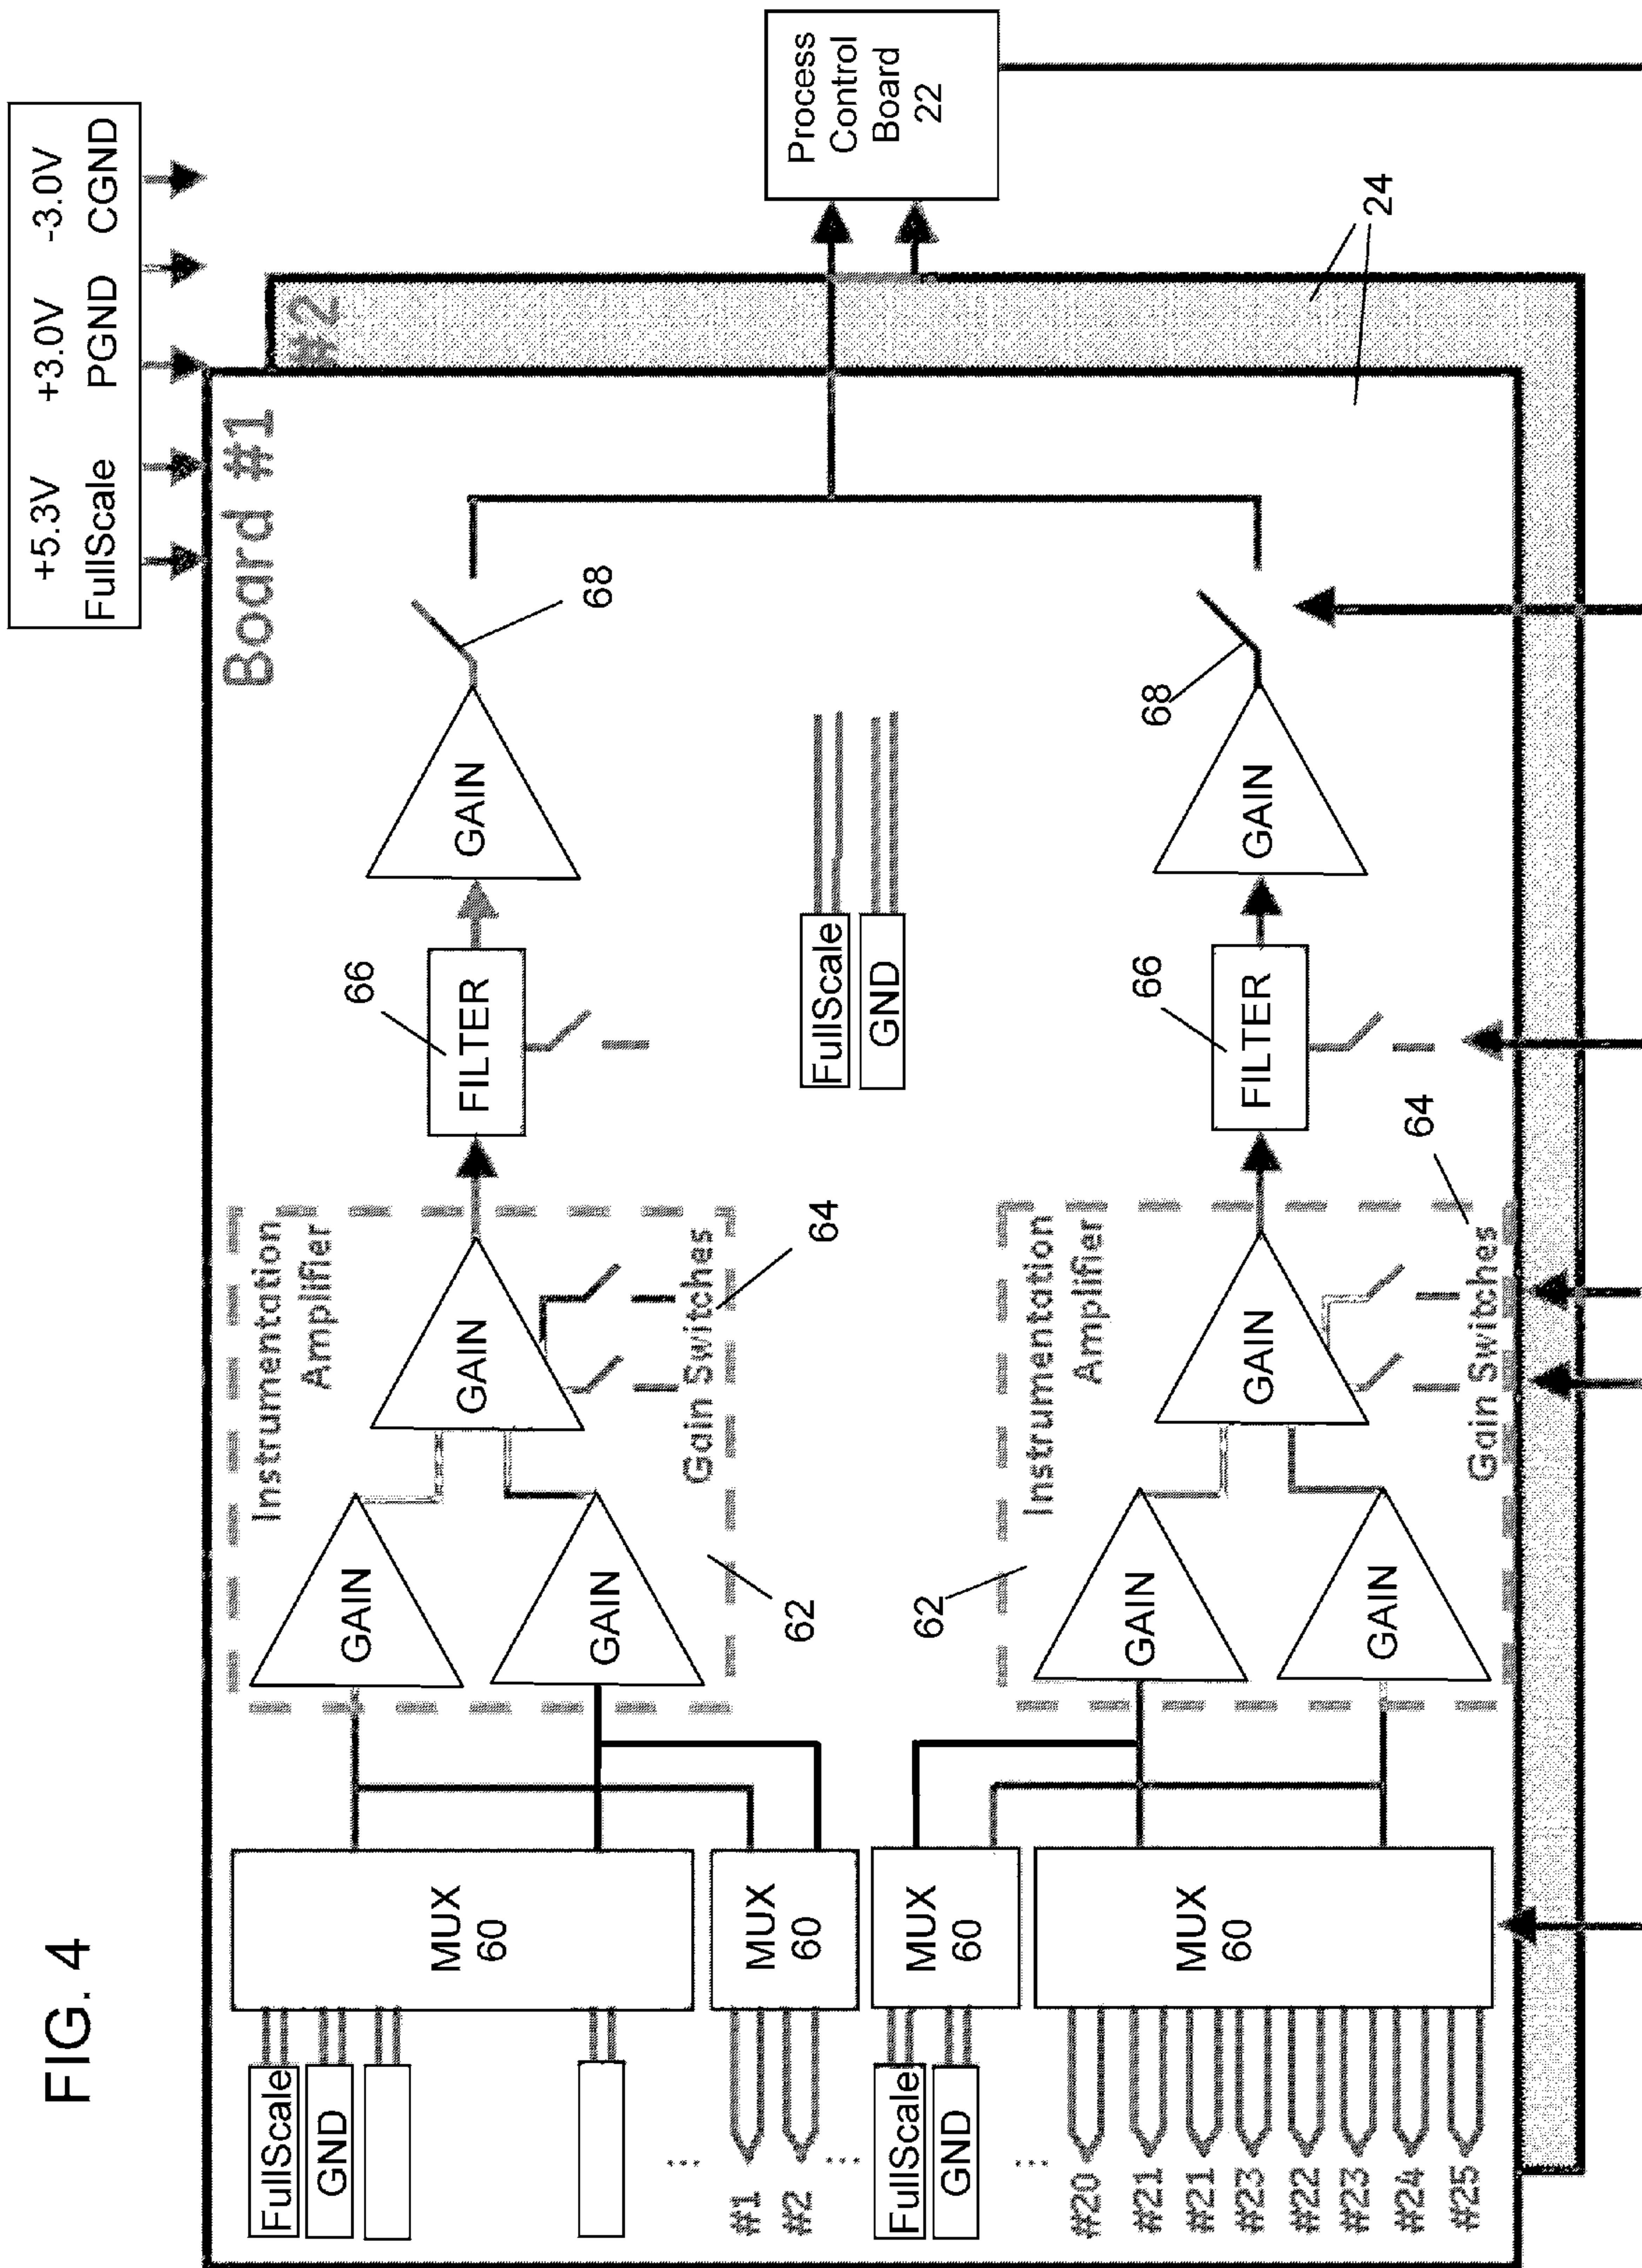 FIG. 4
+5.3V +3.0V -3.0V
FullScale PGND CGND
Board #1
#2
Process
Control
Board
22
24
FullScale
GND
MUX
60
Instrumentation
Amplifier
GAIN
GAIN
GAIN
Gain Switches
62
64
66
FILTER
GAIN
68
#1
#2
MUX
60
FullScale
GND
FullScale
GND
MUX
60
#20
#21
#21
#23
#22
#23
#24
#25
MUX
60
62
Instrumentation
Amplifier
GAIN
GAIN
GAIN
Gain Switches
64
66
FILTER
GAIN
68